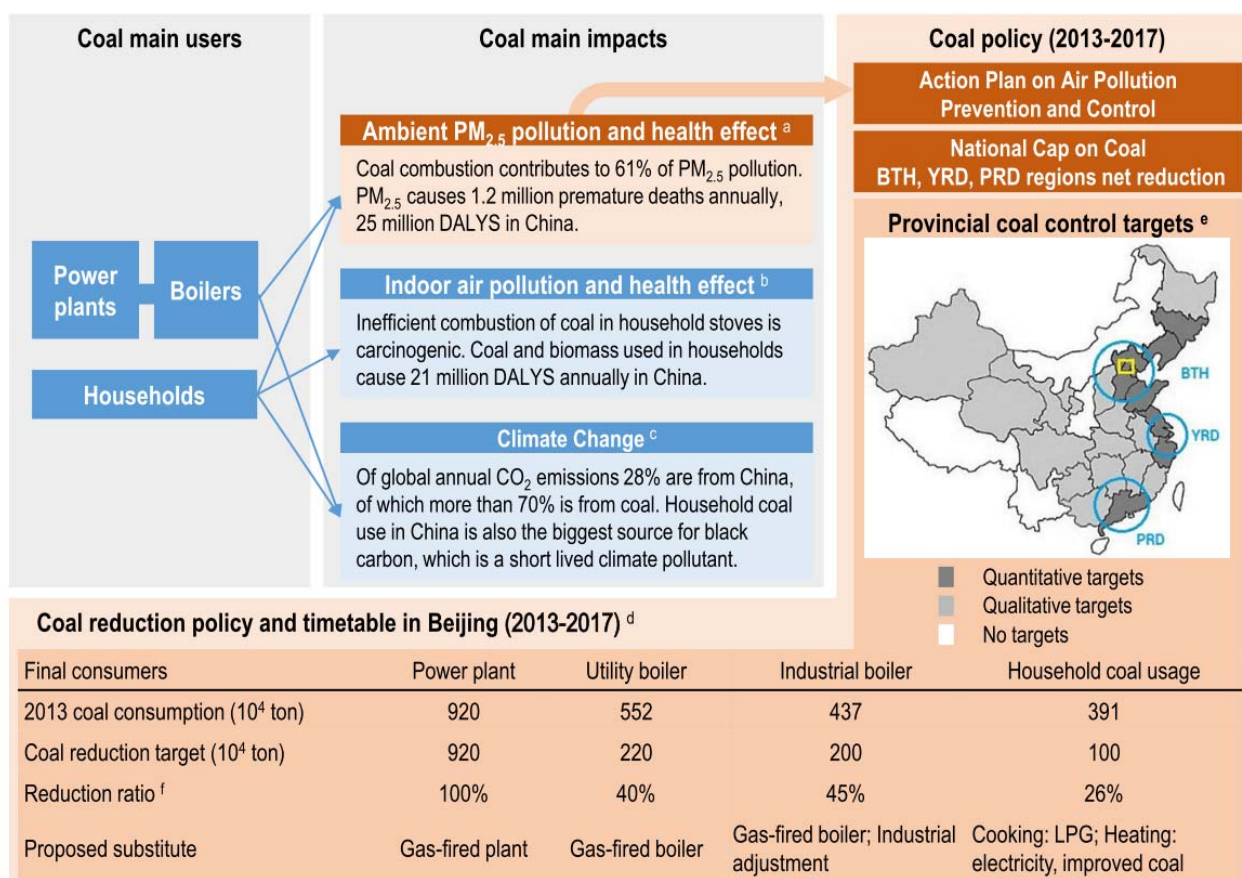 Coal main users
Coal main impacts
Coal policy (2013-2017)
Action Plan on Air Pollution
Prevention and Control
National Cap on Coal
BTH, YRD, PRD regions net reduction
Ambient PM2.5 pollution and health effect a
Coal combustion contributes to 61% of PM2.5 pollution.
PM2.5 causes 1.2 million premature deaths annually,
25 million DALYS in China.
Power
plants
Boilers
Households
Indoor air pollution and health effect b
Inefficient combustion of coal in household stoves is
carcinogenic. Coal and biomass used in households
cause 21 million DALYS annually in China.
Climate Change c
Of global annual CO2 emissions 28% are from China,
of which more than 70% is from coal. Household coal
use in China is also the biggest source for black
carbon, which is a short lived climate pollutant.
Provincial coal control targets e
BTH
YRD
PRD
Quantitative targets
Qualitative targets
No targets
Coal reduction policy and timetable in Beijing (2013-2017) d
Final consumers Power plant Utility boiler Industrial boiler Household coal usage
2013 coal consumption (10⁴ ton) 920 552 437 391
Coal reduction target (10⁴ ton) 920 220 200 100
Reduction ratio f 100% 40% 45% 26%
Proposed substitute Gas-fired plant Gas-fired boiler Gas-fired boiler; Industrial adjustment Cooking: LPG; Heating: electricity, improved coal